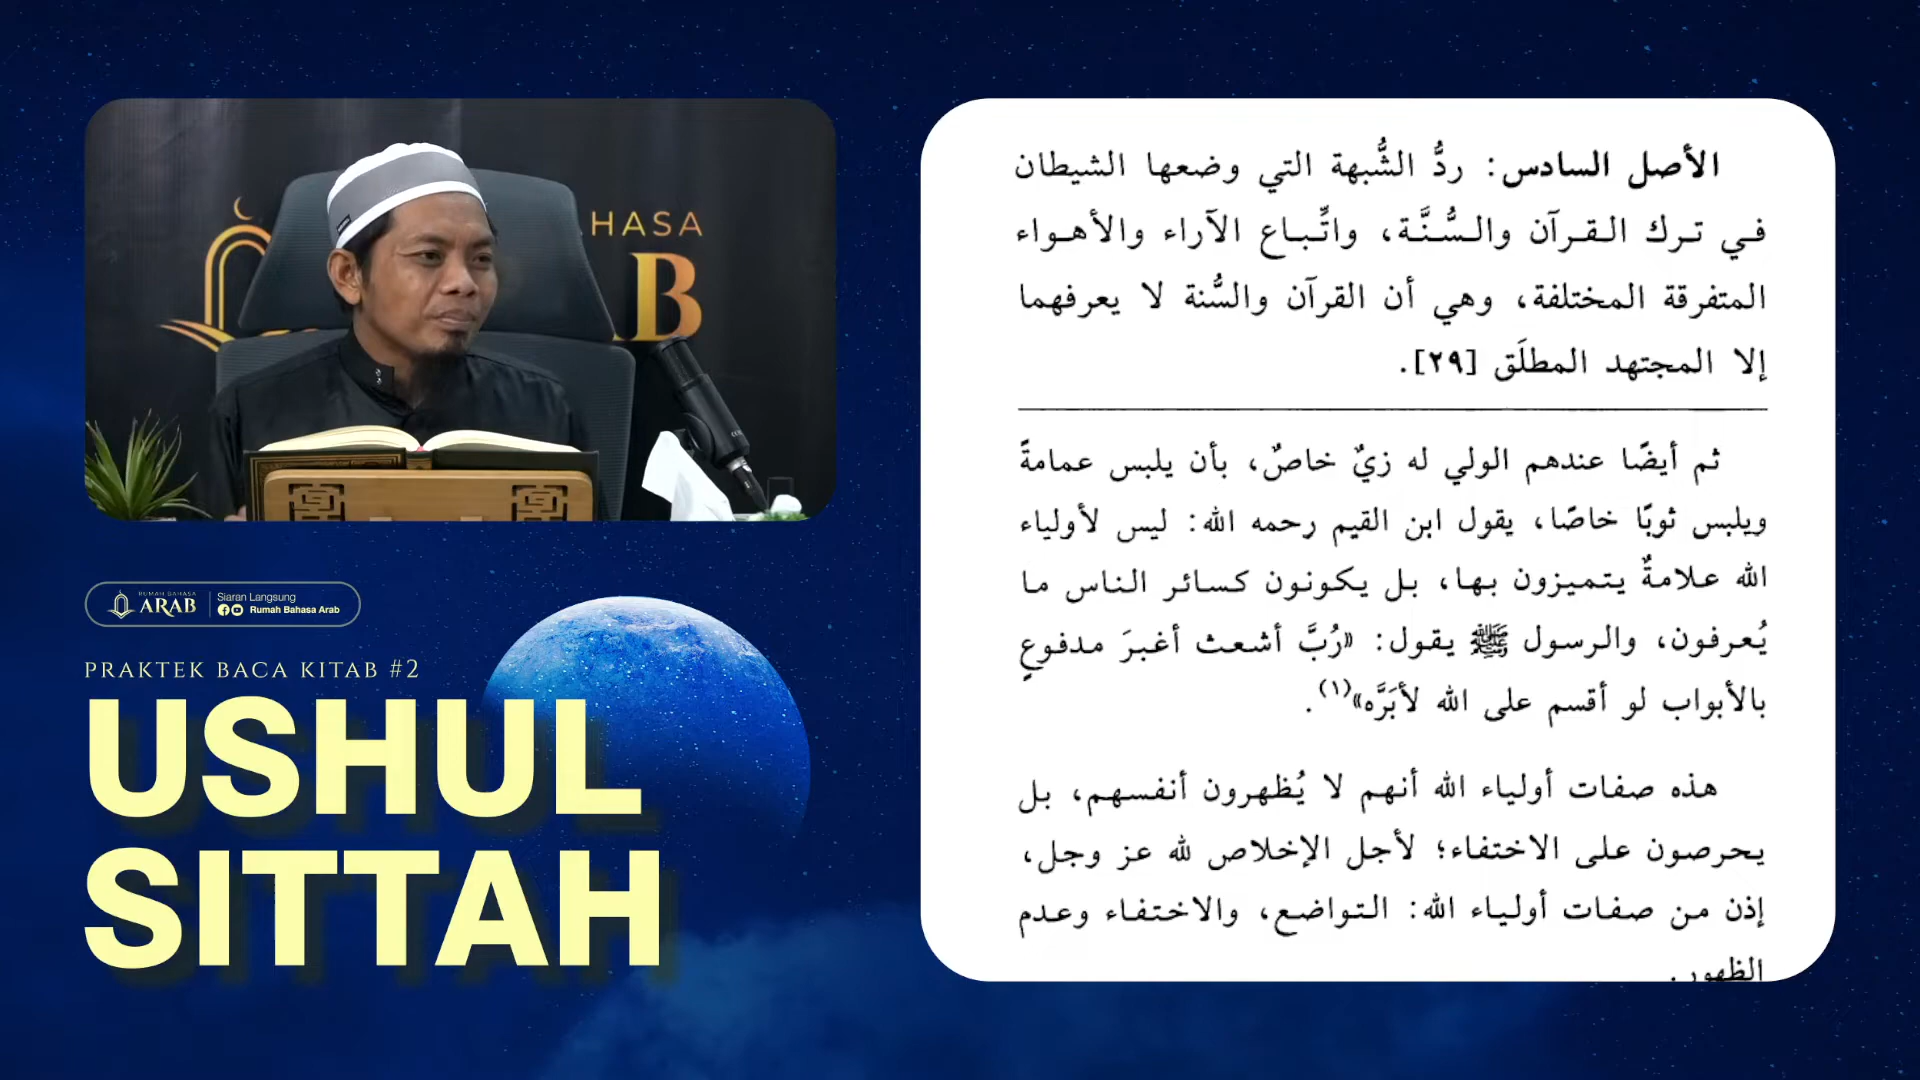 HASA
AB
RUMAH BAHASA
ARAB
Siaran Langsung
Rumah Bahasa Arab
PRAKTEK BACA KITAB #2
USHUL
SITTAH
الأصل السادس: ردُّ الشُّبهة التي وضعها الشيطان
في ترك القرآن والسُّنَّة، واتِّباع الآراء والأهواء
المتفرقة المختلفة، وهي أن القرآن والسُّنة لا يعرفهما
إلا المجتهد المطلَق [٢٩].
ثم أيضًا عندهم الولي له زيٌ خاصٌ، بأن يلبس عمامةً
ويلبس ثوبًا خاصًا، يقول ابن القيم رحمه الله: ليس لأولياء
الله علامةٌ يتميزون بها، بل يكونون كسائر الناس ما
يُعرفون، والرسول ﷺ يقول: «رُبَّ أشعث أغبرَ مدفوعٍ
بالأبواب لو أقسم على الله لأبَرَّه»(١).
هذه صفات أولياء الله أنهم لا يُظهرون أنفسهم، بل
يحرصون على الاختفاء؛ لأجل الإخلاص لله عز وجل،
إذن من صفات أولياء الله: التواضع، والاختفاء وعدم
الظهور.